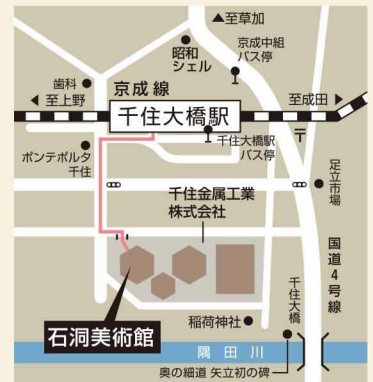 ▲至草加
昭和
シェル
京成中組
バス停
歯科
京成線
◀ 至上野
至成田 ▶
千住大橋駅
千住大橋駅
バス停
〒
ポンテポルタ
千住
足立市場
千住金属工業
株式会社
国道4号線
千住大橋
石洞美術館
稲荷神社
隅田川
奥の細道 矢立初の碑